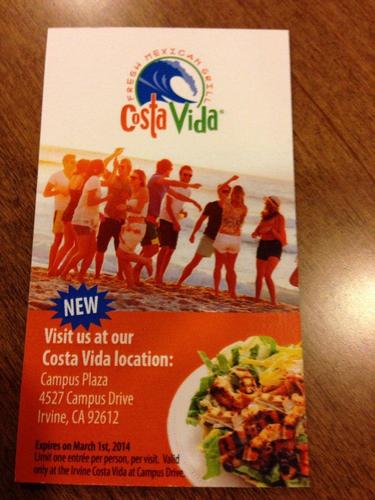 FRESH MEXICAN GRILL
Costa Vida®
NEW
Visit us at our
Costa Vida location:
Campus Plaza
4527 Campus Drive
Irvine, CA 92612
Expires on March 1st, 2014
Limit one entrée per person, per visit. Valid
only at the Irvine Costa Vida at Campus Drive.